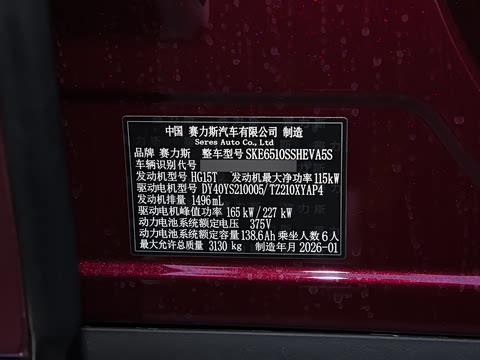 中国 赛力斯汽车有限公司 制造
Seres Auto Co., Ltd
品牌 赛力斯 整车型号 SKE6510SSHEVA5S
车辆识别代号
发动机型号 HG15T 发动机最大净功率 115kW
驱动电机型号 DY40YS210005/TZ210XYAP4
发动机排量 1496mL
驱动电机峰值功率 165 kW/227 kW
动力电池系统额定电压 375V
动力电池系统额定容量 138.6Ah 乘坐人数 6人
最大允许总质量 3130 kg 制造年月 2026-01